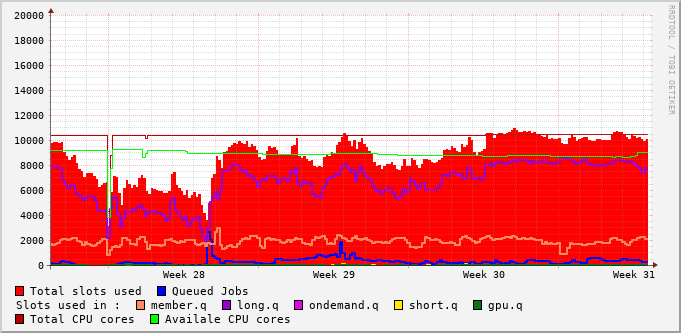 RRDTOOL / TOBI OETIKER
20000
18000
16000
14000
12000
10000
8000
6000
4000
2000
0
Week 28 Week 29 Week 30 Week 31
Total slots used Queued Jobs
Slots used in : member.q long.q ondemand.q short.q gpu.q
Total CPU cores Availale CPU cores